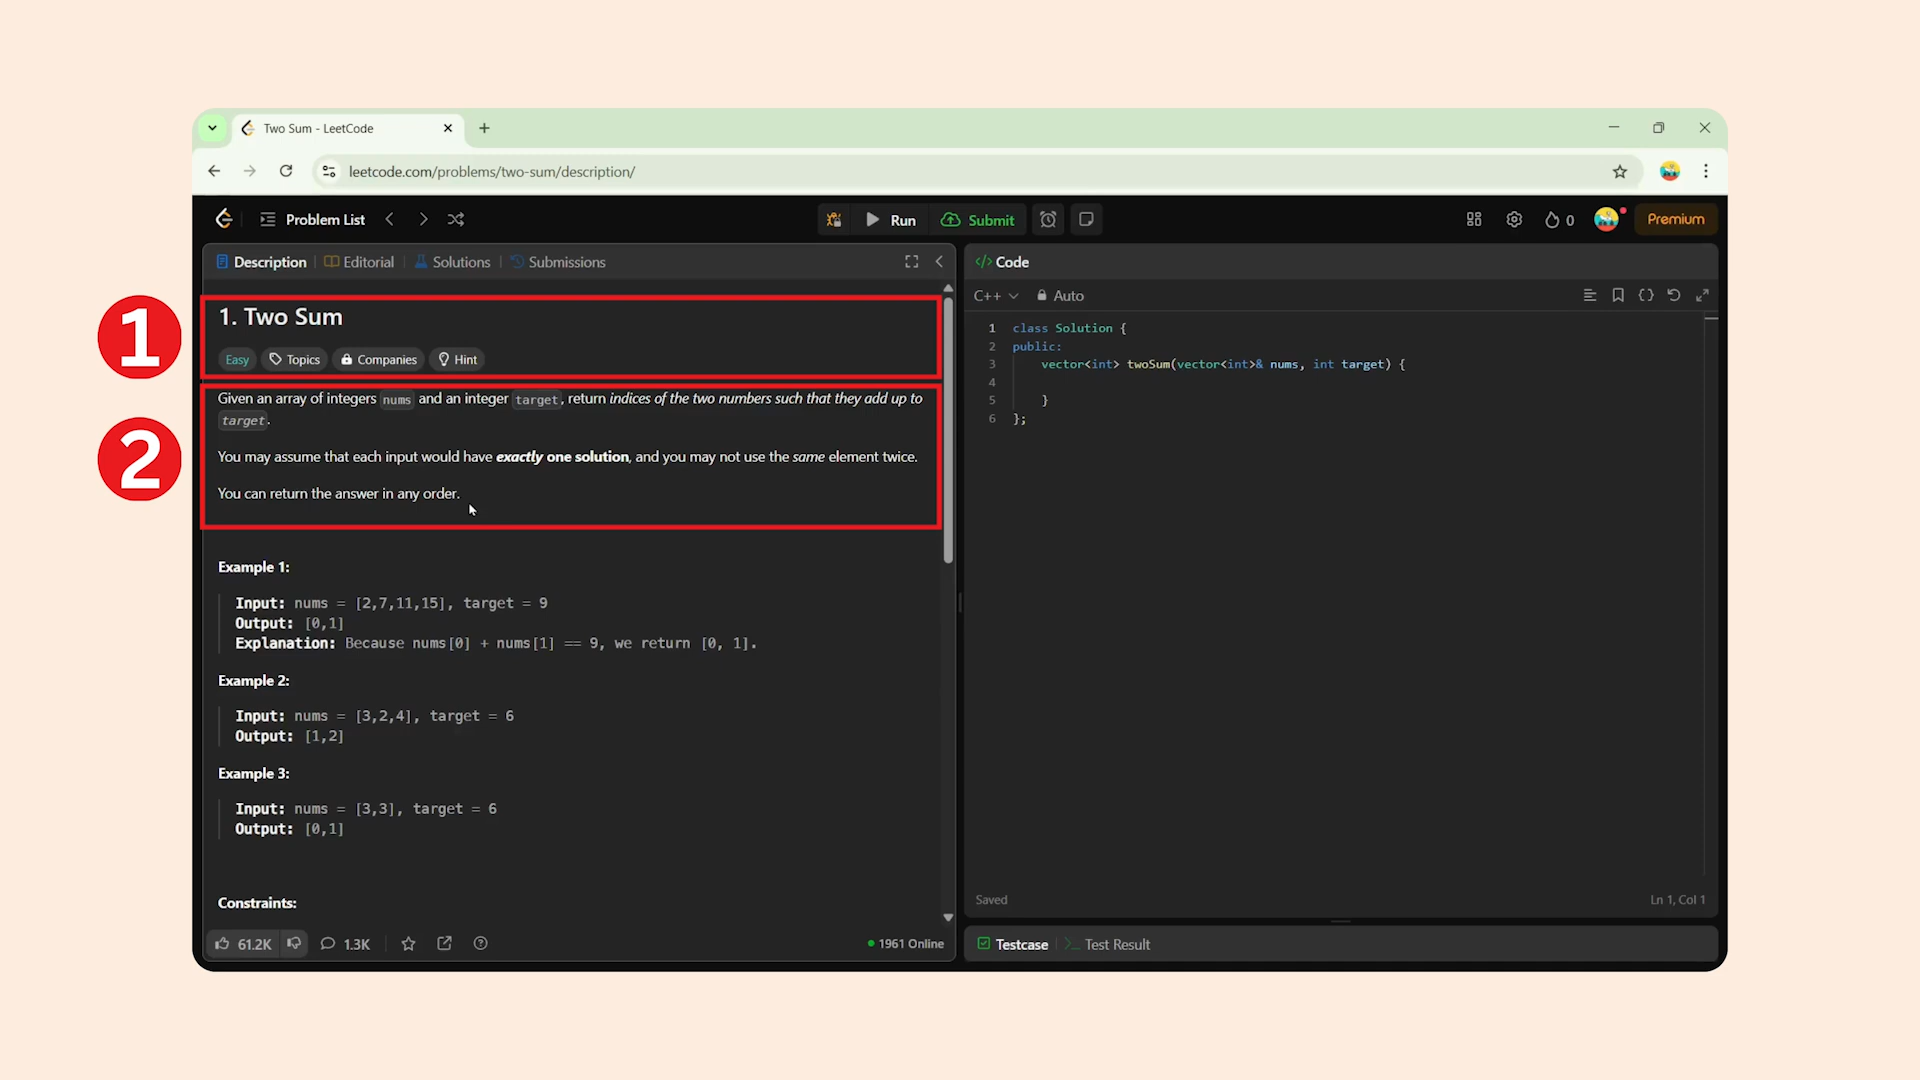 Two Sum - LeetCode
leetcode.com/problems/two-sum/description/
Problem List
Run
Submit
0
Premium
Description
Editorial
Solutions
Submissions
1
1. Two Sum
Easy
Topics
Companies
Hint
2
Given an array of integers nums and an integer target, return indices of the two numbers such that they add up to
target.
You may assume that each input would have exactly one solution, and you may not use the same element twice.
You can return the answer in any order.
Example 1:
Input: nums = [2,7,11,15], target = 9
Output: [0,1]
Explanation: Because nums[0] + nums[1] == 9, we return [0, 1].
Example 2:
Input: nums = [3,2,4], target = 6
Output: [1,2]
Example 3:
Input: nums = [3,3], target = 6
Output: [0,1]
Constraints:
61.2K
1.3K
1961 Online
</> Code
C++
Auto
1 class Solution {
2 public:
3     vector<int> twoSum(vector<int>& nums, int target) {
4
5     }
6 };
Saved
Ln 1, Col 1
Testcase
Test Result